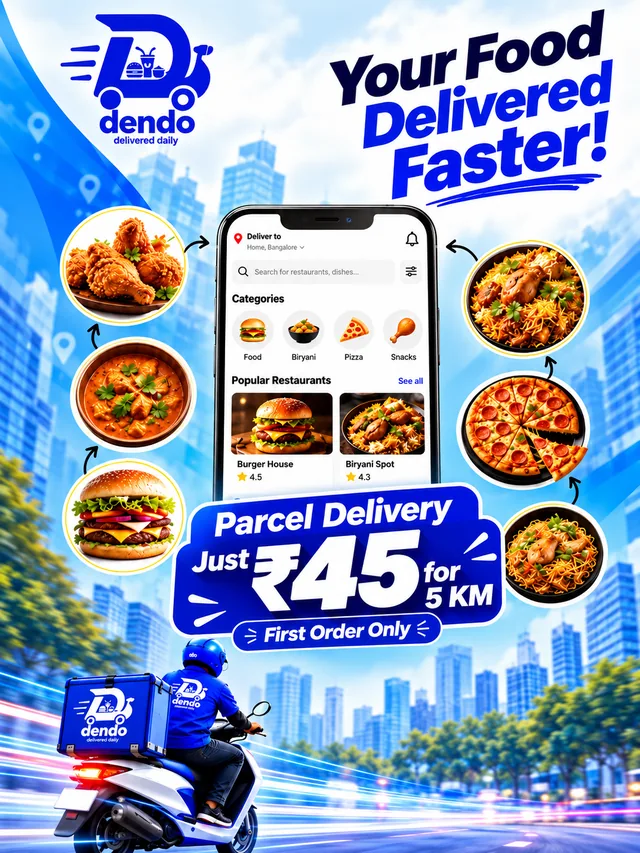 dendo
delivered daily
Your Food
Delivered
Faster!
Deliver to
Home, Bangalore
Search for restaurants, dishes...
Categories
Food
Biryani
Pizza
Snacks
Popular Restaurants
See all
Burger House
4.5
Biryani Spot
4.3
Parcel Delivery
Just ₹45 for
5 KM
First Order Only
dendo
delivered daily
dendo